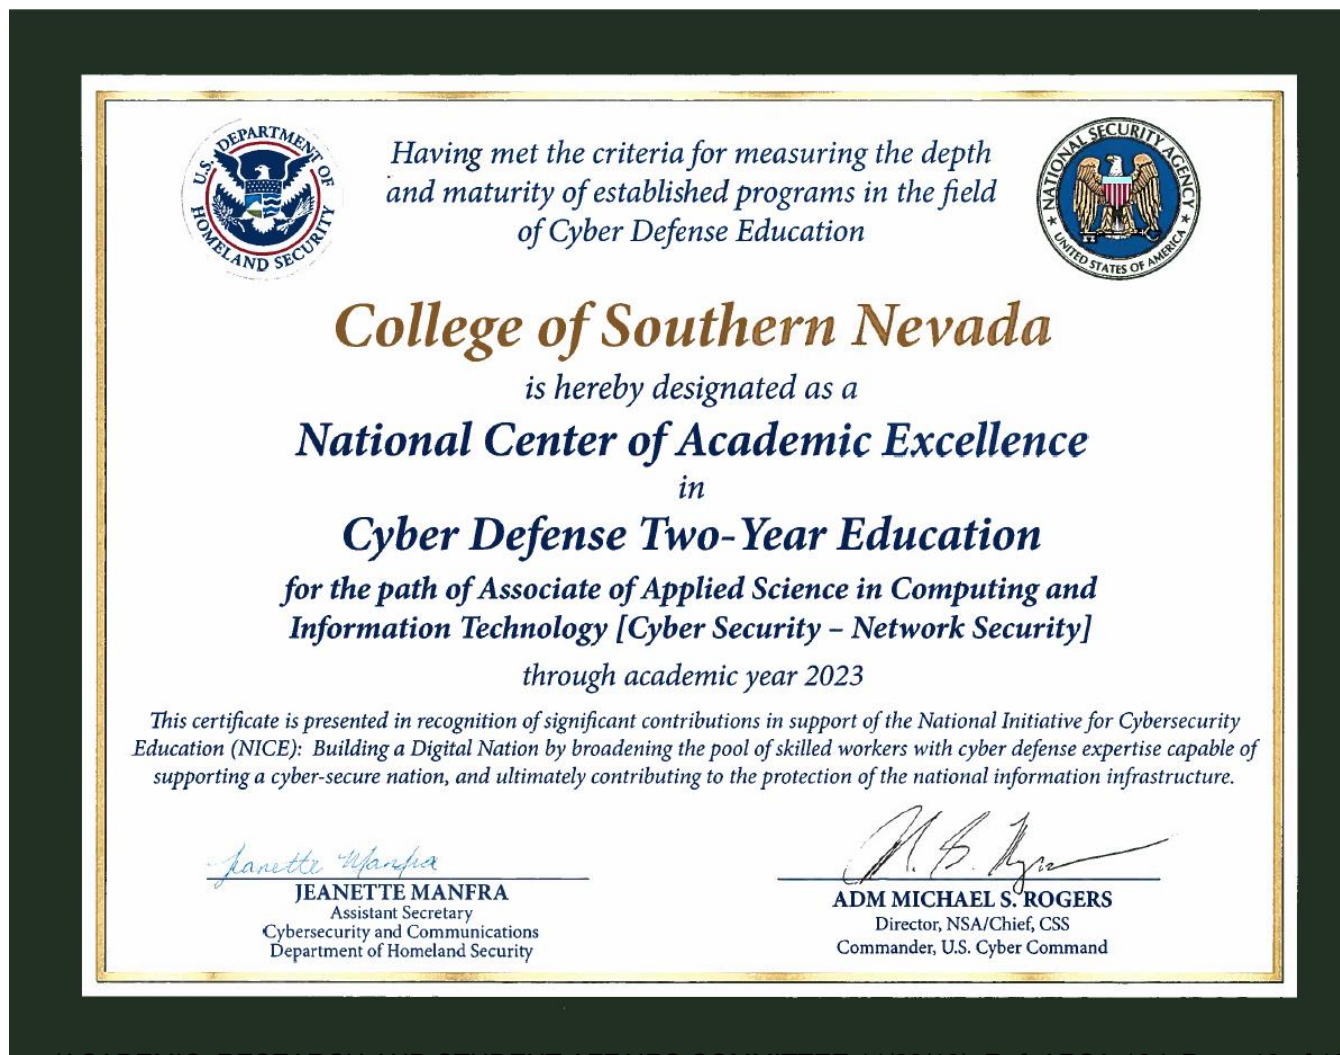 U.S. DEPARTMENT OF
HOMELAND SECURITY
Having met the criteria for measuring the depth
and maturity of established programs in the field
of Cyber Defense Education
NATIONAL SECURITY AGENCY
UNITED STATES OF AMERICA
College of Southern Nevada
is hereby designated as a
National Center of Academic Excellence
in
Cyber Defense Two-Year Education
for the path of Associate of Applied Science in Computing and
Information Technology [Cyber Security – Network Security]
through academic year 2023
This certificate is presented in recognition of significant contributions in support of the National Initiative for Cybersecurity
Education (NICE): Building a Digital Nation by broadening the pool of skilled workers with cyber defense expertise capable of
supporting a cyber-secure nation, and ultimately contributing to the protection of the national information infrastructure.
Jeanette Manfra
JEANETTE MANFRA
Assistant Secretary
Cybersecurity and Communications
Department of Homeland Security
ADM MICHAEL S. ROGERS
Director, NSA/Chief, CSS
Commander, U.S. Cyber Command